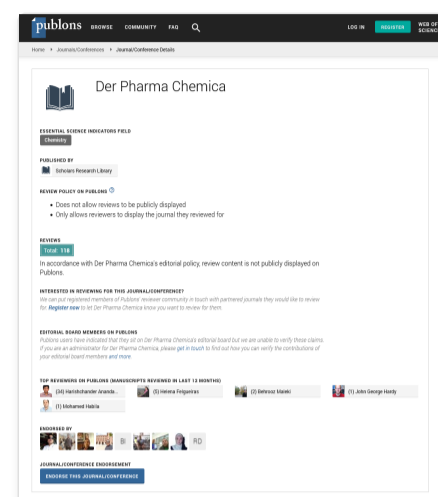 publons BROWSE COMMUNITY FAQ LOG IN REGISTER WEB OF SCIENCE
Home Journals/Conferences Journal/Conference Details
Der Pharma Chemica
ESSENTIAL SCIENCE INDICATORS FIELD
Chemistry
PUBLISHED BY
Scholars Research Library
REVIEW POLICY ON PUBLONS
• Does not allow reviews to be publicly displayed
• Only allows reviewers to display the journal they reviewed for
REVIEWS
Total: 118
In accordance with Der Pharma Chemica's editorial policy, review content is not publicly displayed on
Publons.
INTERESTED IN REVIEWING FOR THIS JOURNAL/CONFERENCE?
We can put registered members of Publons' reviewer community in touch with partnered journals they would like to review
for. Register now to let Der Pharma Chemica know you want to review for them.
EDITORIAL BOARD MEMBERS ON PUBLONS
Publons users have indicated that they sit on Der Pharma Chemica's editorial board but we are unable to verify these claims.
If you are an administrator for Der Pharma Chemica, please get in touch to find out how you can verify the contributions of
your editorial board members and more.
TOP REVIEWERS ON PUBLONS (MANUSCRIPTS REVIEWED IN LAST 12 MONTHS)
(34) Harishchander Ananda.. (5) Helena Felgueiras (2) Behrooz Maleki (1) John George Hardy
(1) Mohamed Habila
ENDORSED BY
BI RD
JOURNAL/CONFERENCE ENDORSEMENT
ENDORSE THIS JOURNAL/CONFERENCE